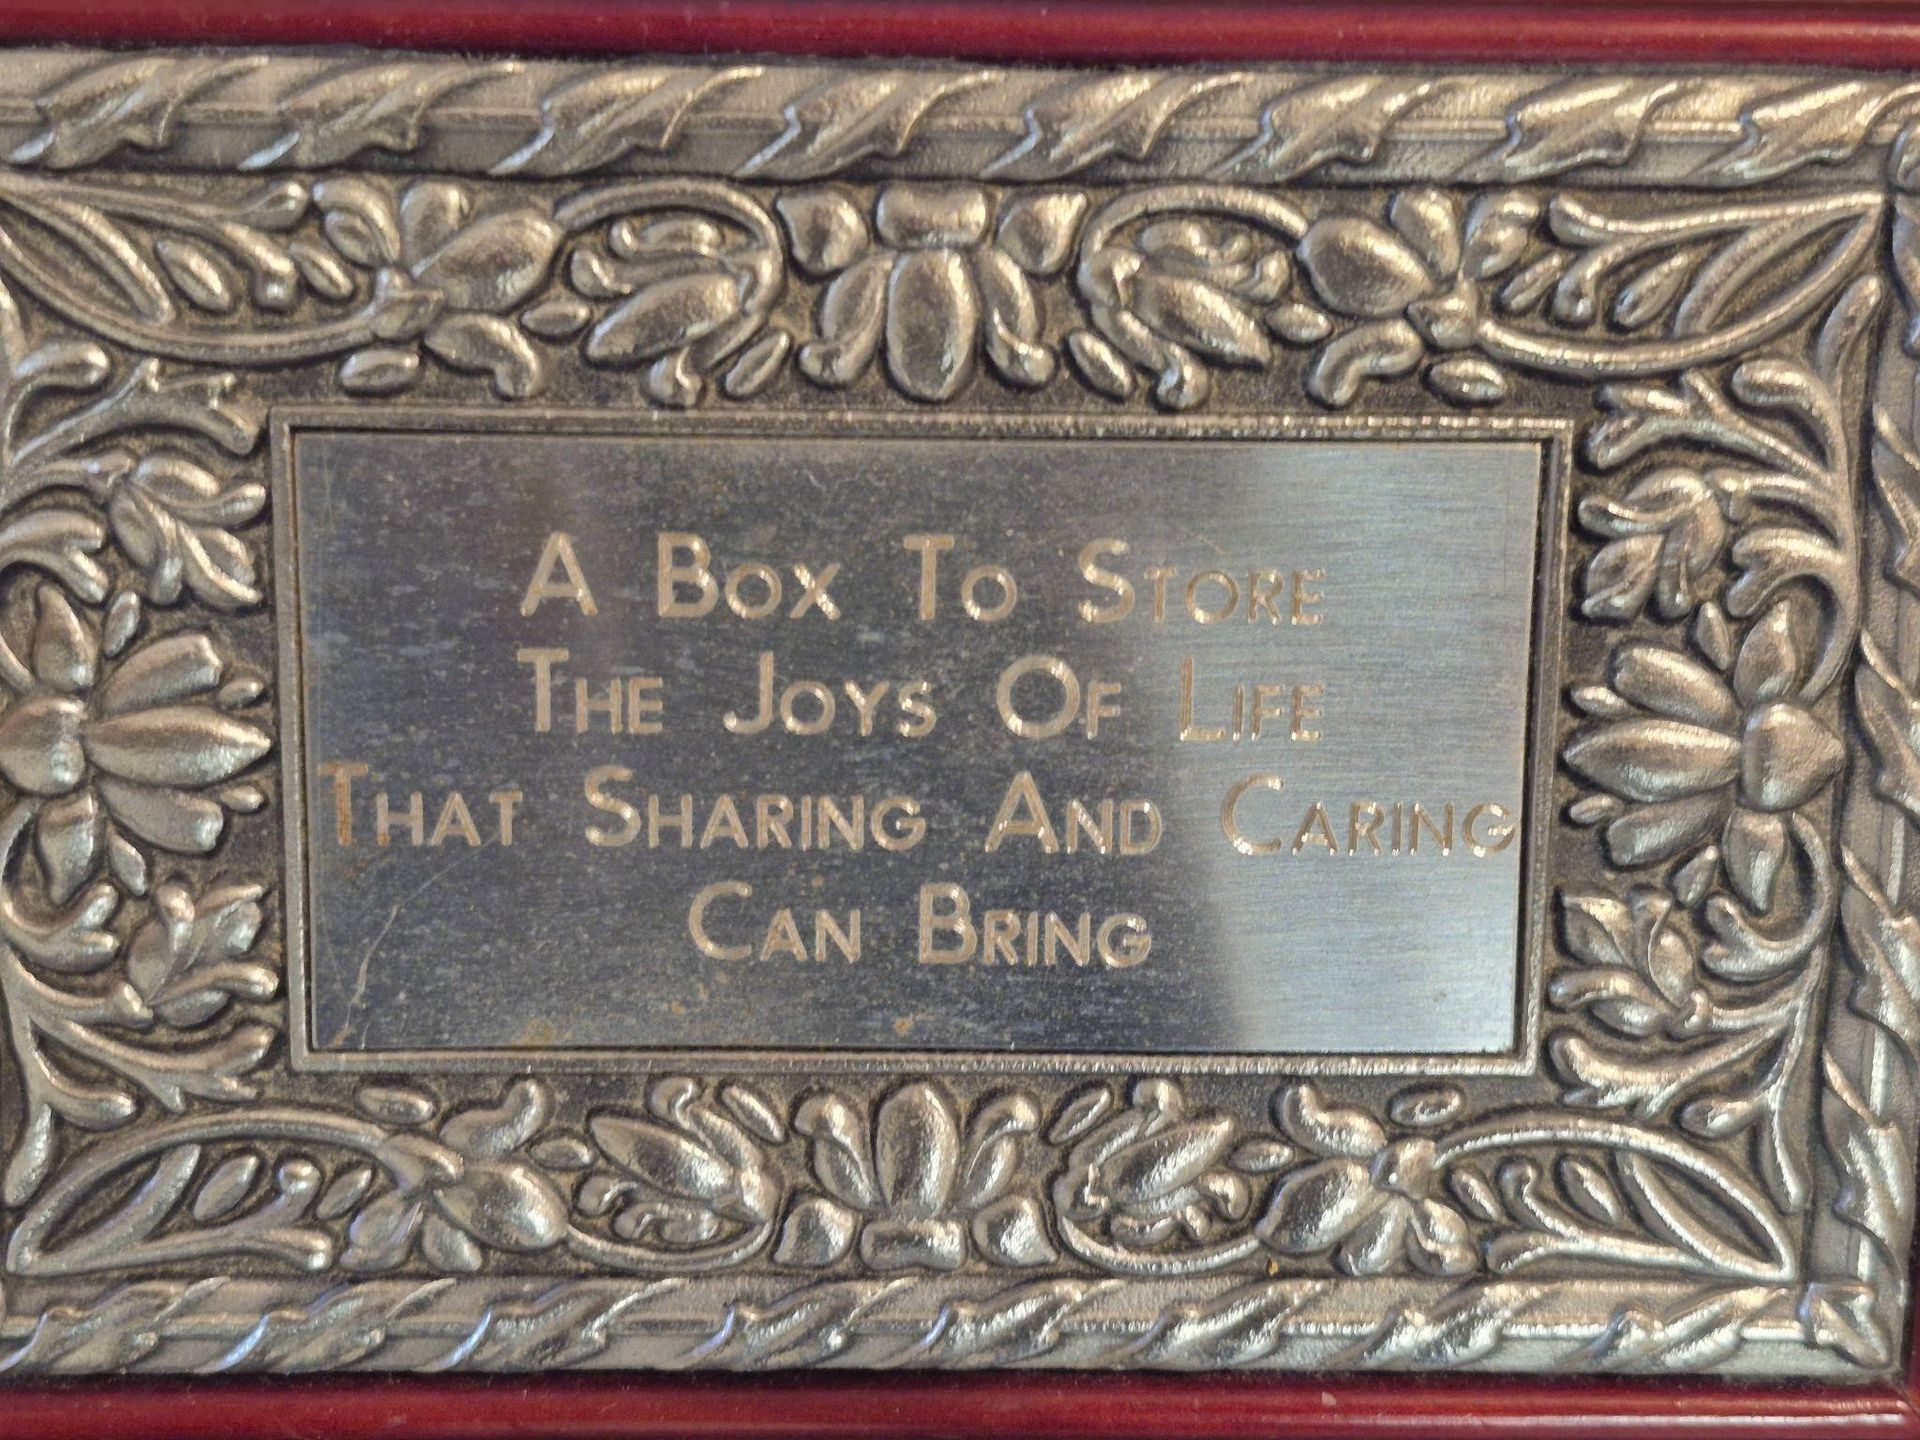 A Box To Store
The Joys Of Life
That Sharing And Caring
Can Bring